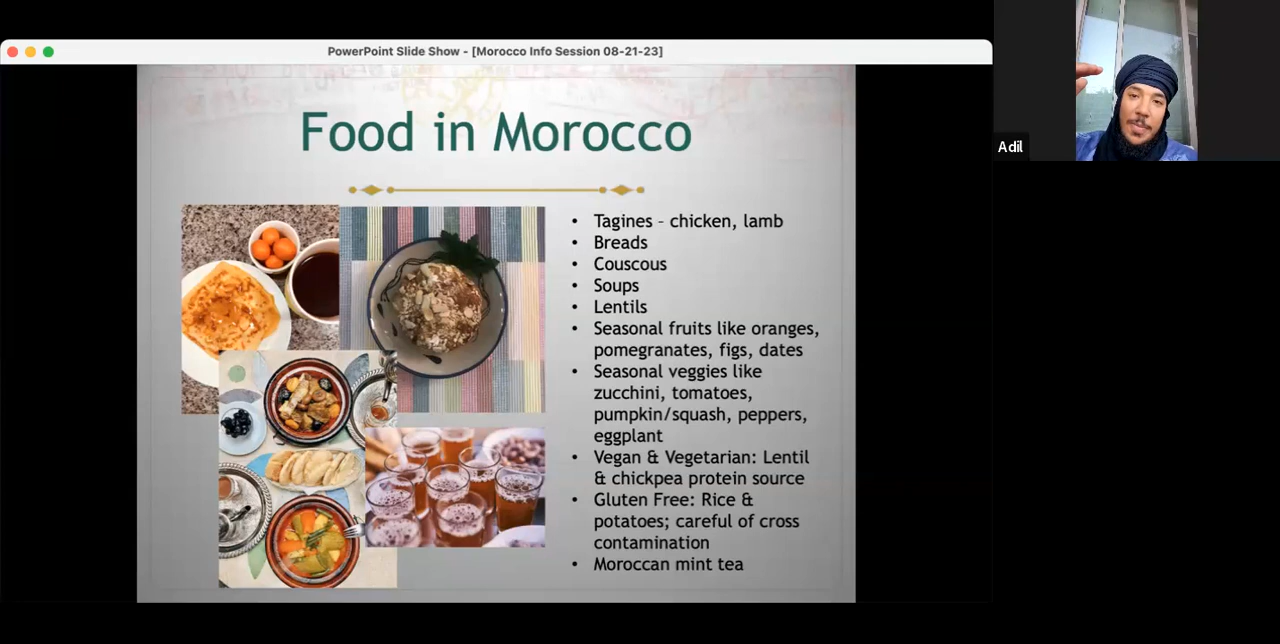 PowerPoint Slide Show - [Morocco Info Session 08-21-23]
Food in Morocco
• Tagines – chicken, lamb
• Breads
• Couscous
• Soups
• Lentils
• Seasonal fruits like oranges,
pomegranates, figs, dates
• Seasonal veggies like
zucchini, tomatoes,
pumpkin/squash, peppers,
eggplant
• Vegan & Vegetarian: Lentil
& chickpea protein source
• Gluten Free: Rice &
potatoes; careful of cross
contamination
• Moroccan mint tea
Adil